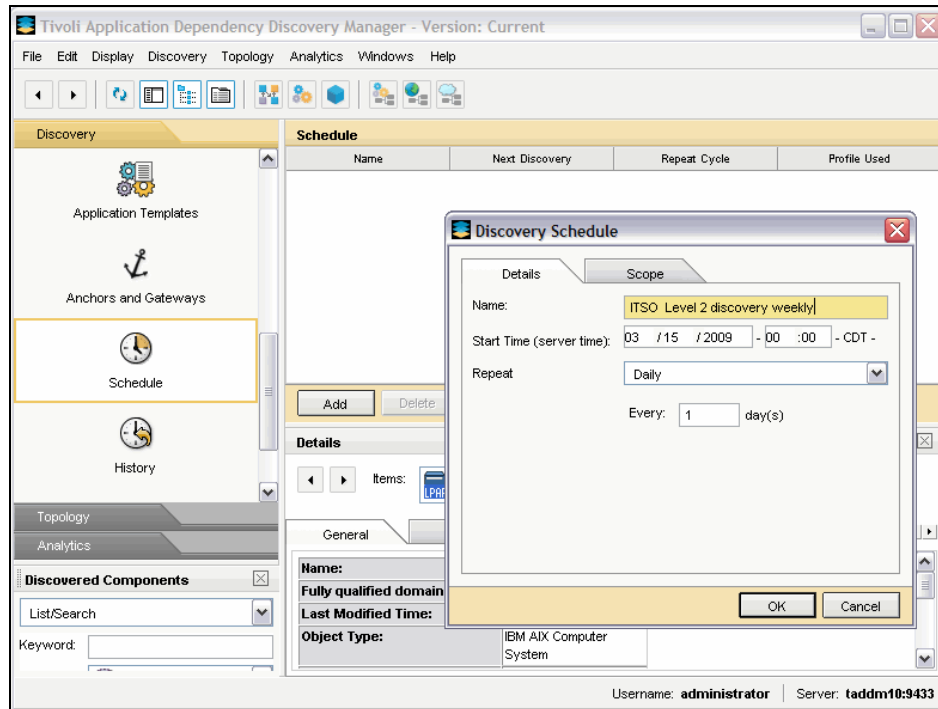 Tivoli Application Dependency Discovery Manager - Version: Current
File Edit Display Discovery Topology Analytics Windows Help
Discovery
Application Templates
Anchors and Gateways
Schedule
History
Topology
Analytics
Discovered Components
List/Search
Keyword:
Schedule
Name Next Discovery Repeat Cycle Profile Used
Add Delete
Details
Items:
LPAR
General
Name:
Fully qualified domain
Last Modified Time:
Object Type: IBM AIX Computer
System
Discovery Schedule
Details Scope
Name: ITSO Level 2 discovery weekly
Start Time (server time): 03 /15 /2009 - 00 :00 - CDT -
Repeat Daily
Every: 1 day(s)
OK Cancel
Username: administrator Server: taddm10:9433